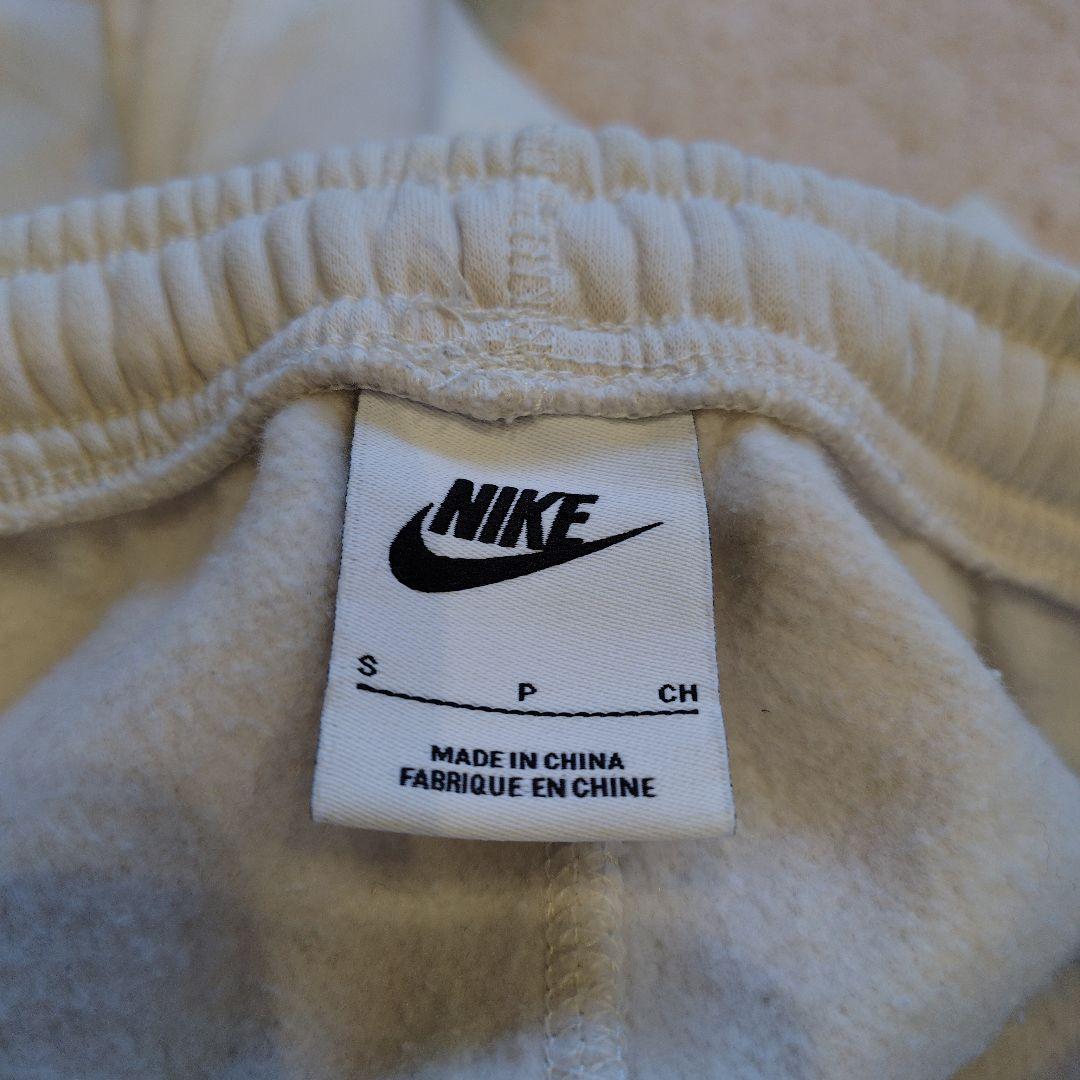 NIKE
S P CH
MADE IN CHINA
FABRIQUE EN CHINE